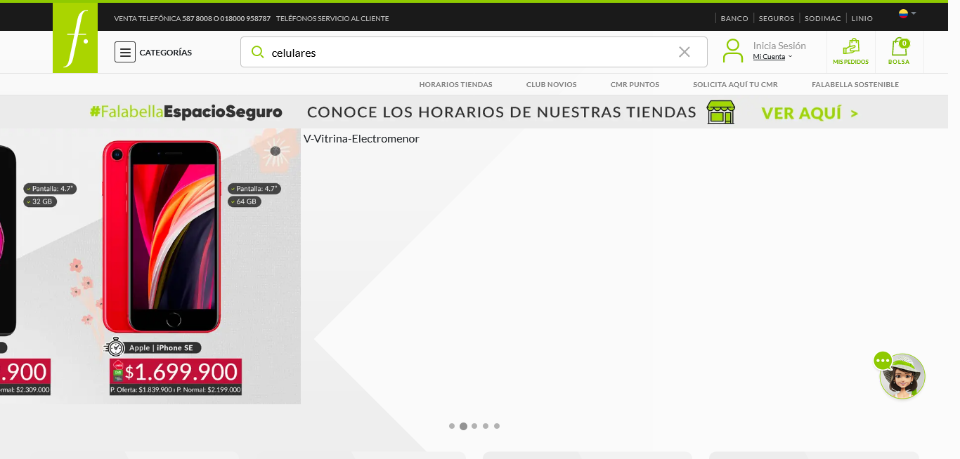 VENTA TELEFÓNICA 587 8008 O 018000 958787 TELÉFONOS SERVICIO AL CLIENTE
BANCO SEGUROS SODIMAC LINIO
f.
CATEGORÍAS
celulares
Inicia Sesión
Mi Cuenta
MIS PEDIDOS
0
BOLSA
HORARIOS TIENDAS CLUB NOVIOS CMR PUNTOS SOLICITA AQUÍ TU CMR FALABELLA SOSTENIBLE
#FalabellaEspacioSeguro CONOCE LOS HORARIOS DE NUESTRAS TIENDAS VER AQUÍ >
V-Vitrina-Electromenor
Pantalla: 4.7"
32 GB
Pantalla: 4.7"
64 GB
Apple | iPhone SE
.900
$1.699.900
ormal: $2.309.000
P. Oferta: $1.839.900 I P. Normal: $2.199.000